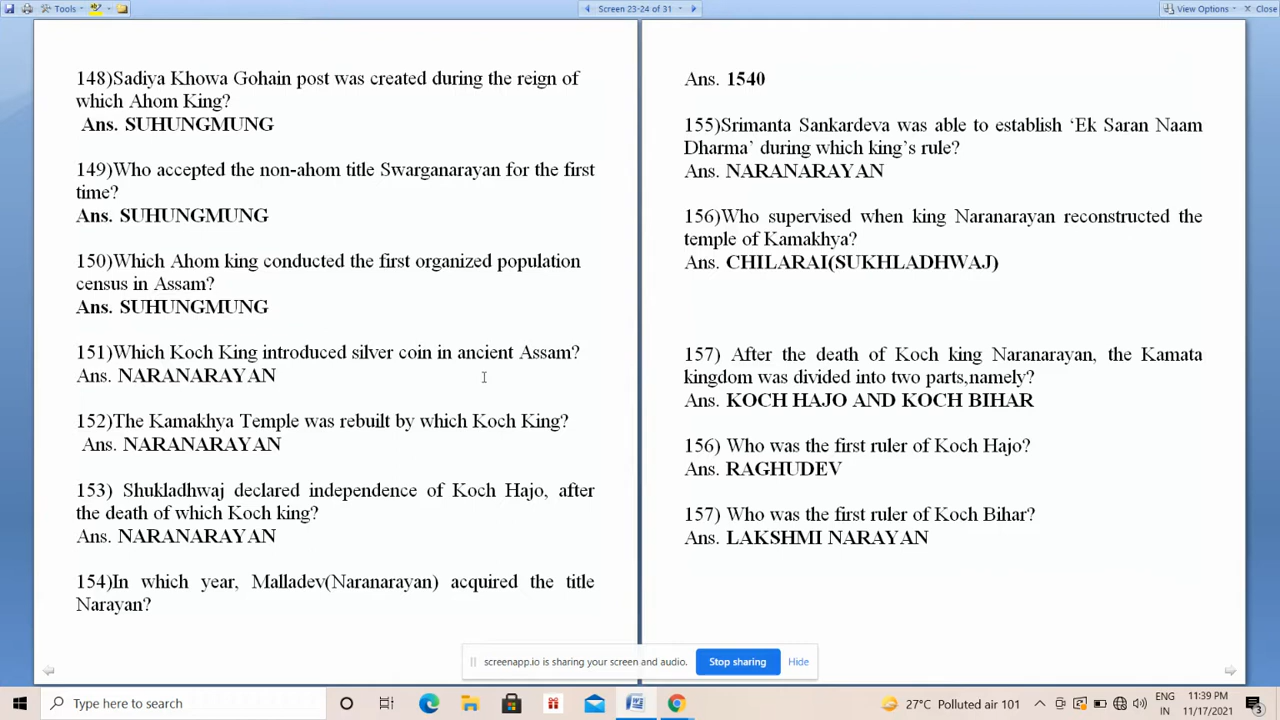 Tools
Screen 23-24 of 31
View Options
Close
148)Sadiya Khowa Gohain post was created during the reign of
which Ahom King?
Ans. SUHUNGMUNG
149)Who accepted the non-ahom title Swarganarayan for the first
time?
Ans. SUHUNGMUNG
150)Which Ahom king conducted the first organized population
census in Assam?
Ans. SUHUNGMUNG
151)Which Koch King introduced silver coin in ancient Assam?
Ans. NARANARAYAN
152)The Kamakhya Temple was rebuilt by which Koch King?
Ans. NARANARAYAN
153) Shukladhwaj declared independence of Koch Hajo, after
the death of which Koch king?
Ans. NARANARAYAN
154)In which year, Malladev(Naranarayan) acquired the title
Narayan?
Ans. 1540
155)Srimanta Sankardeva was able to establish ‘Ek Saran Naam
Dharma’ during which king’s rule?
Ans. NARANARAYAN
156)Who supervised when king Naranarayan reconstructed the
temple of Kamakhya?
Ans. CHILARAI(SUKHLADHWAJ)
157) After the death of Koch king Naranarayan, the Kamata
kingdom was divided into two parts,namely?
Ans. KOCH HAJO AND KOCH BIHAR
156) Who was the first ruler of Koch Hajo?
Ans. RAGHUDEV
157) Who was the first ruler of Koch Bihar?
Ans. LAKSHMI NARAYAN
screenapp.io is sharing your screen and audio.
Stop sharing
Hide
Type here to search
27°C Polluted air 101
ENG
IN
11:39 PM
11/17/2021
3